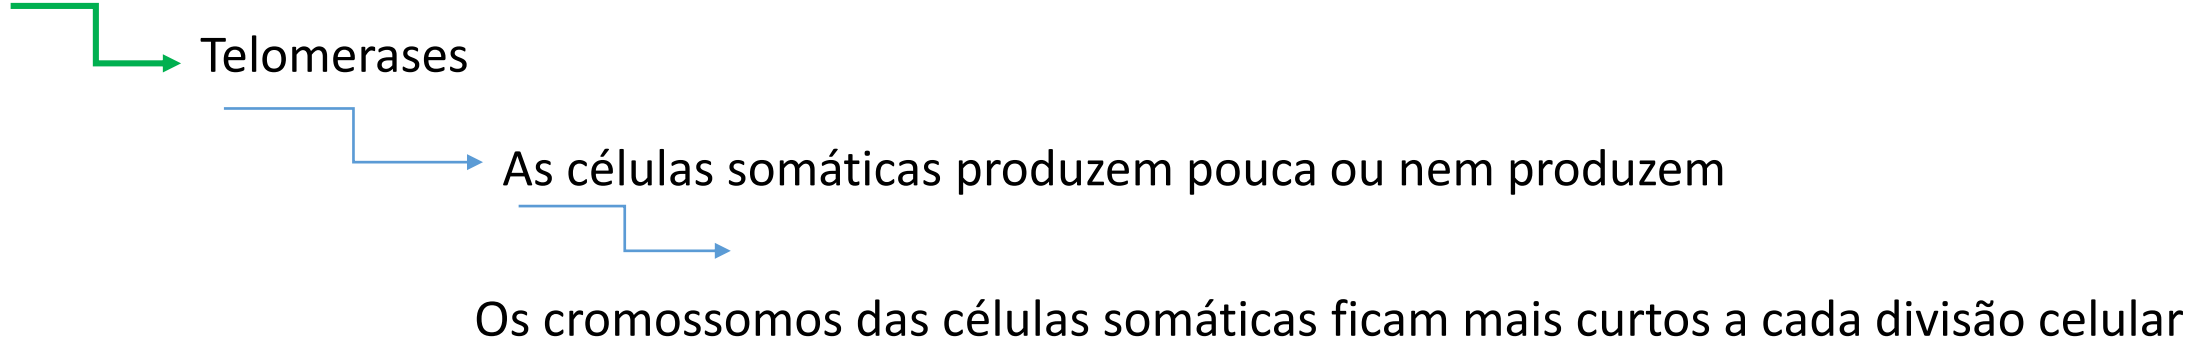 Telomerases
As células somáticas produzem pouca ou nem produzem
Os cromossomos das células somáticas ficam mais curtos a cada divisão celular